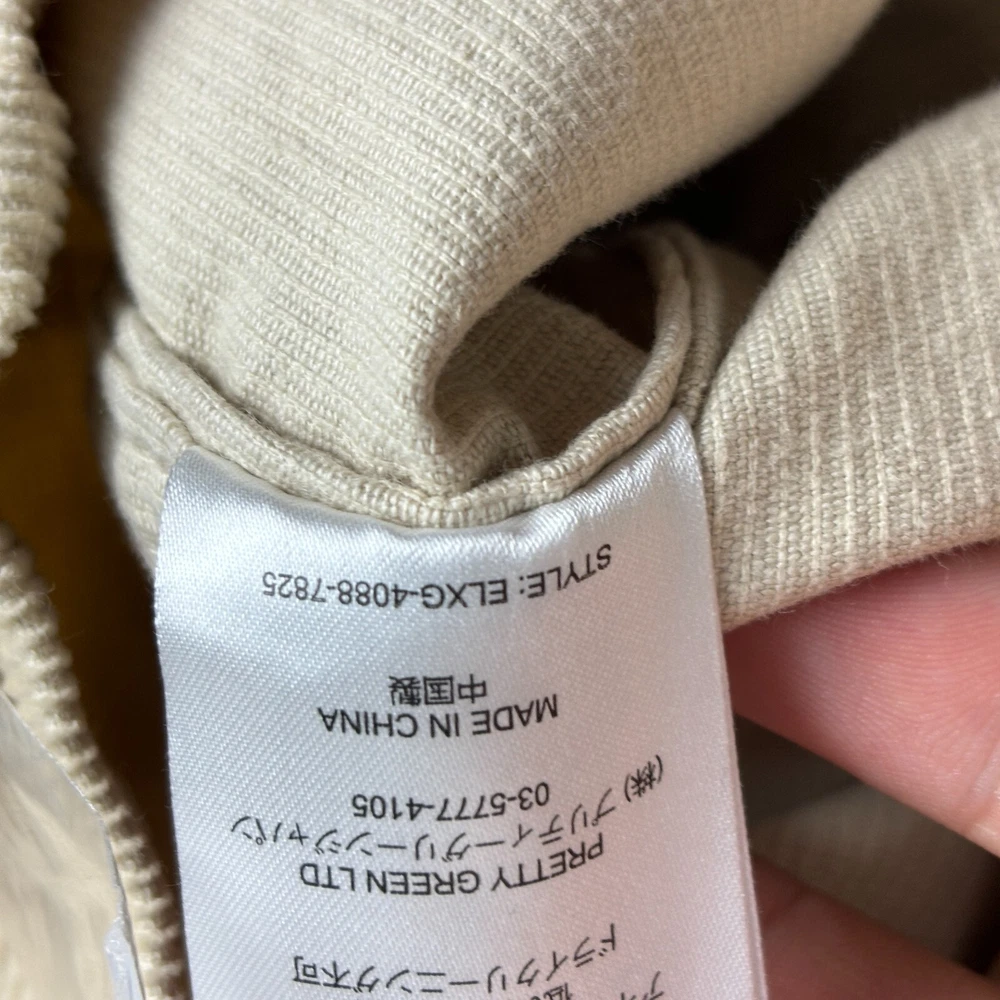 ドライクリーニング不可
PRETTY GREEN LTD
(株) プリティーグリーンジャパン
03-5777-4105
MADE IN CHINA
中国製
STYLE: ELXG-4088-7825